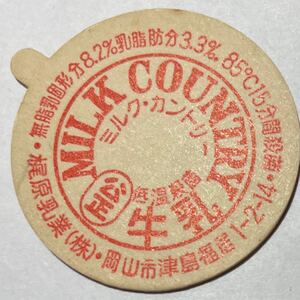 ・無脂乳固形分8.2%乳脂肪分3.3%
85℃15分間殺菌
MILK COUNTRY
ミルク・カントリー
公正
低温殺菌
牛乳
・梶原乳業(株)・岡山市津島福居1-2-14